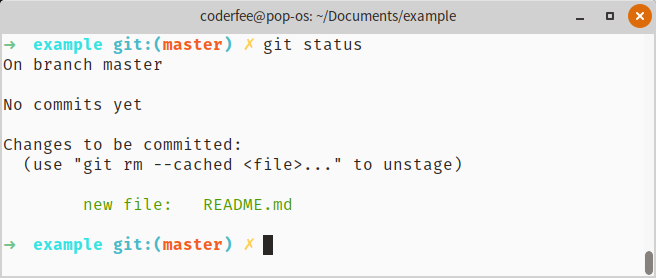 coderfee@pop-os: ~/Documents/example
➜  example git:(master) ✗ git status
On branch master
No commits yet
Changes to be committed:
  (use "git rm --cached <file>..." to unstage)
        new file:   README.md
➜  example git:(master) ✗